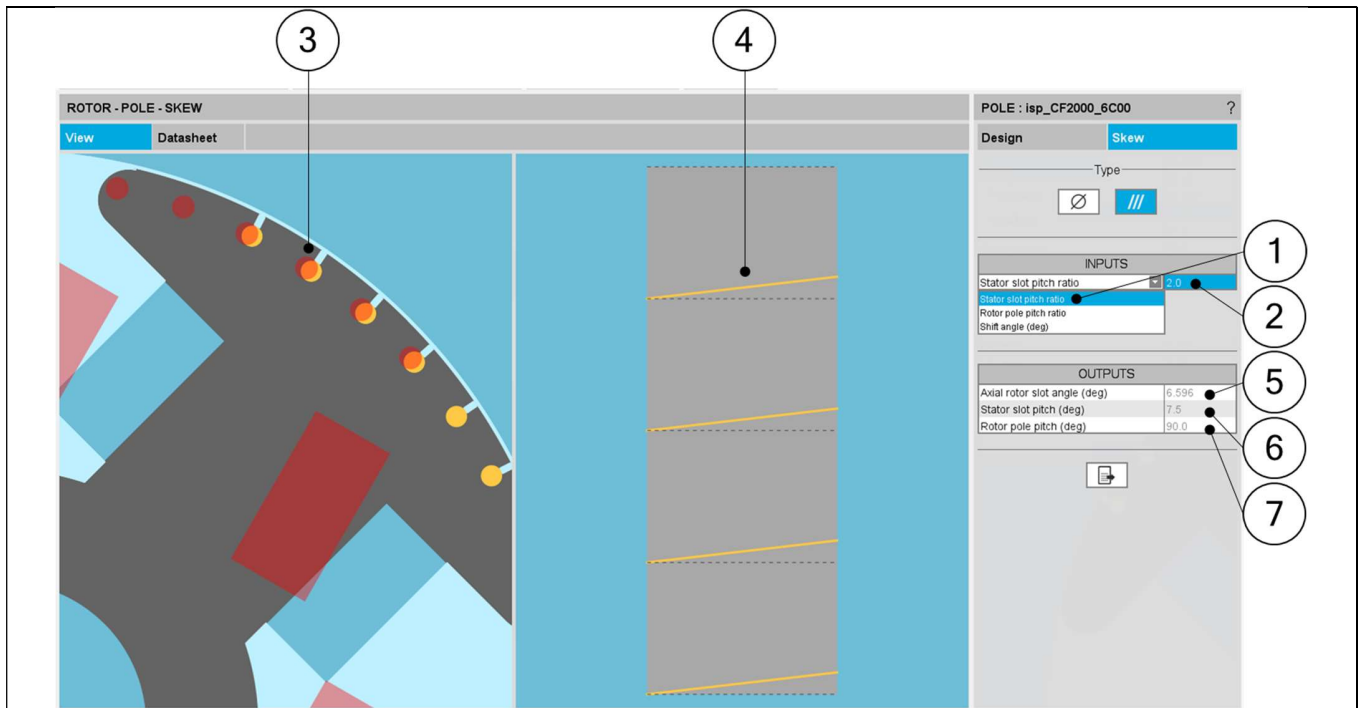 3
4
ROTOR - POLE - SKEW
POLE : isp_CF2000_6C00 ?
View Datasheet
Design Skew
Type
Ø ///
INPUTS
Stator slot pitch ratio 2.0
Stator slot pitch ratio
Rotor pole pitch ratio
Shift angle (deg)
1
2
OUTPUTS
Axial rotor slot angle (deg) 6.596
Stator slot pitch (deg) 7.5
Rotor pole pitch (deg) 90.0
5
6
7